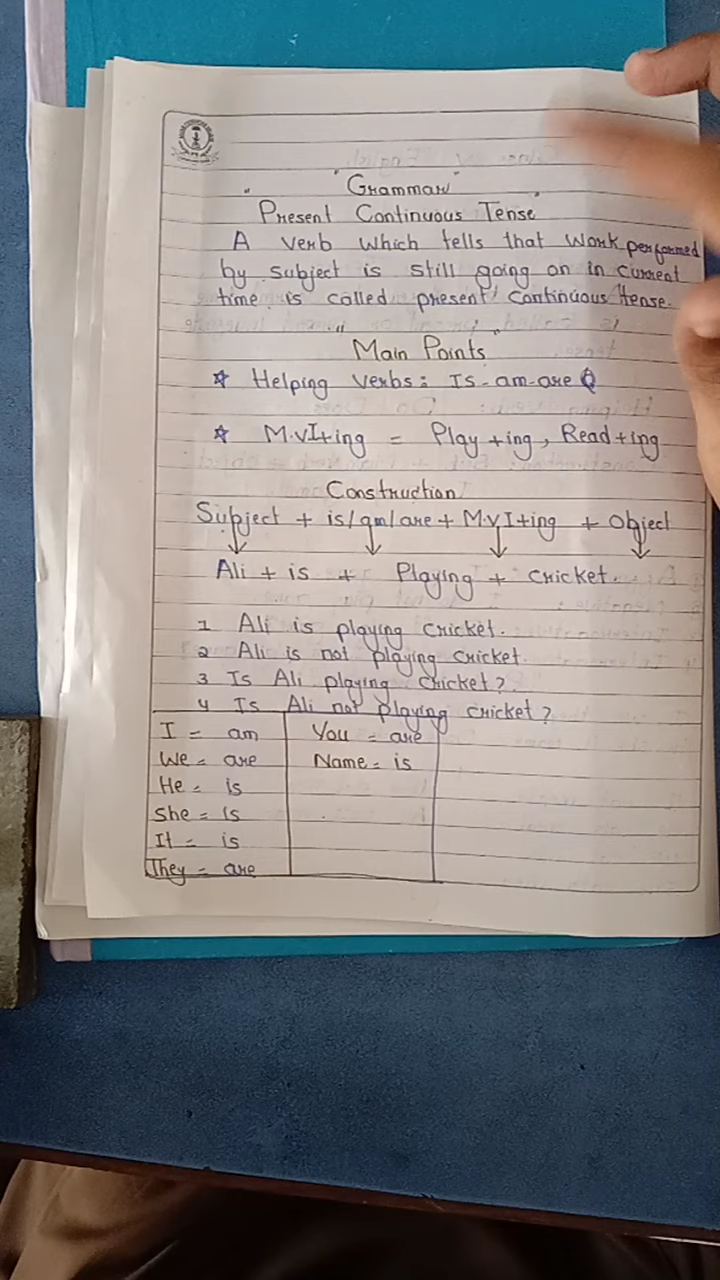 "Grammar"
"Present Continuous Tense"
A verb which tells that work performed
by subject is still going on in current
time is called present continuous tense.
"Main Points"
☆ Helping verbs: Is-am-are
☆ M.vI+ing = Play +ing, Read+ing
Construction
Subject + is/am/are + M.vI+ing + Object
Ali + is + Playing + cricket.
1 Ali is playing cricket.
2 Ali is not playing cricket.
3 Is Ali playing cricket?
4 Is Ali not playing cricket?
I = am You = are
We = are Name = is
He = is
She = is
It = is
They = are